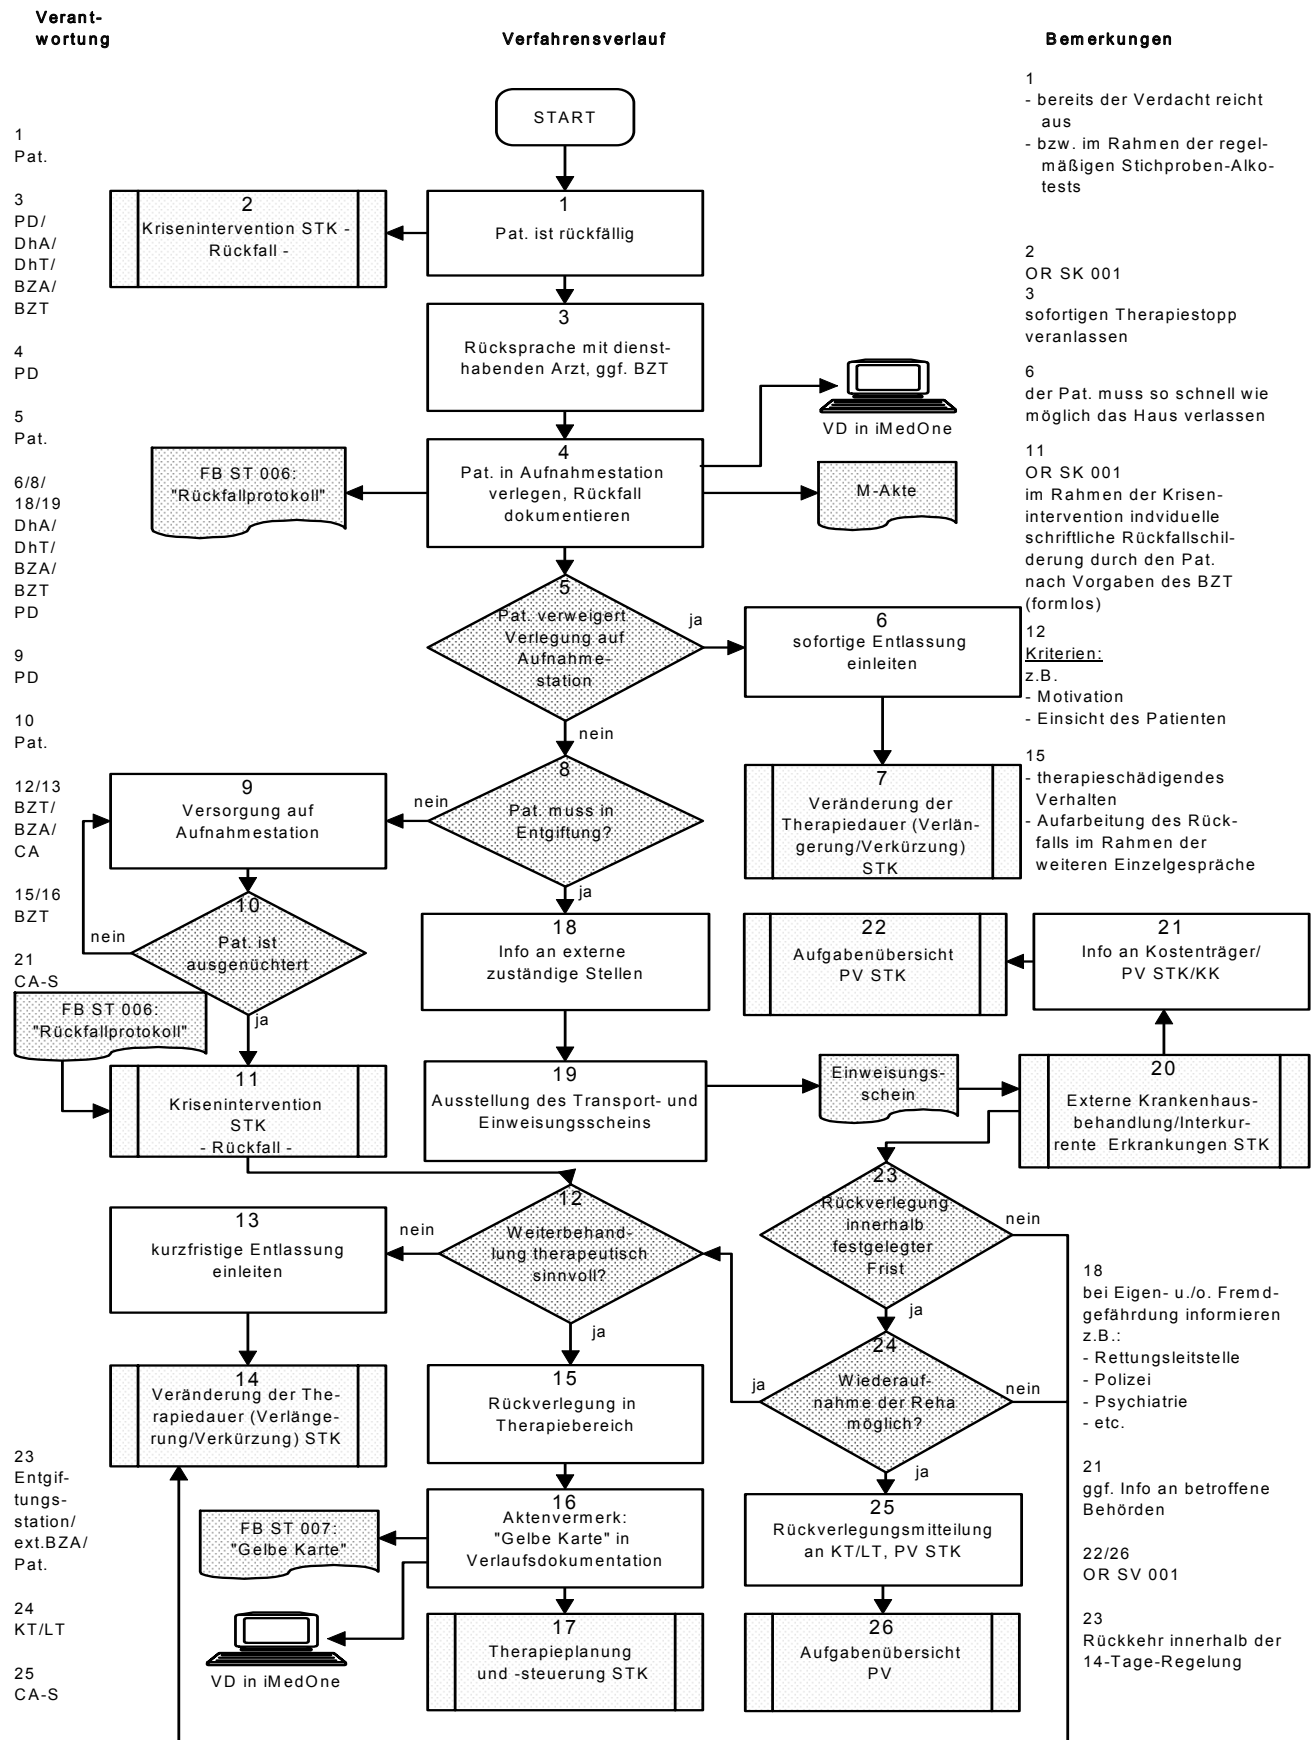 Verant-
wortung
Verfahrensverlauf
Bemerkungen
1
Pat.
3
PD/
DhA/
DhT/
BZA/
BZT
4
PD
5
Pat.
6/8/
18/19
DhA/
DhT/
BZA/
BZT
PD
9
PD
10
Pat.
12/13
BZT/
BZA/
CA
15/16
BZT
21
CA-S
23
Entgif-
tungs-
station/
ext.BZA/
Pat.
24
KT/LT
25
CA-S
START
1
Pat. ist rückfällig
2
Krisenintervention STK -
Rückfall -
3
Rücksprache mit dienst-
habenden Arzt, ggf. BZT
VD in iMedOne
4
Pat. in Aufnahmestation
verlegen, Rückfall
dokumentieren
FB ST 006:
"Rückfallprotokoll"
M-Akte
5
Pat. verweigert
Verlegung auf
Aufnahme-
station
ja
nein
6
sofortige Entlassung
einleiten
7
Veränderung der
Therapiedauer (Verlän-
gerung/Verkürzung)
STK
8
Pat. muss in
Entgiftung?
nein
ja
9
Versorgung auf
Aufnahmestation
10
Pat. ist
ausgenüchtert
nein
ja
FB ST 006:
"Rückfallprotokoll"
11
Krisenintervention
STK
- Rückfall -
18
Info an externe
zuständige Stellen
22
Aufgabenübersicht
PV STK
21
Info an Kostenträger/
PV STK/KK
19
Ausstellung des Transport- und
Einweisungsscheins
Einweisungs-
schein
20
Externe Krankenhaus-
behandlung/Interkur-
rente Erkrankungen STK
12
Weiterbehand-
lung therapeutisch
sinnvoll?
nein
ja
13
kurzfristige Entlassung
einleiten
14
Veränderung der The-
rapiedauer (Verlänge-
rung/Verkürzung) STK
23
Rückverlegung
innerhalb
festgelegter
Frist
nein
ja
24
Wiederauf-
nahme der Reha
möglich?
ja
nein
ja
15
Rückverlegung in
Therapiebereich
16
Aktenvermerk:
"Gelbe Karte" in
Verlaufsdokumentation
FB ST 007:
"Gelbe Karte"
VD in iMedOne
17
Therapieplanung
und -steuerung STK
25
Rückverlegungsmitteilung
an KT/LT, PV STK
26
Aufgabenübersicht
PV
1
- bereits der Verdacht reicht
aus
- bzw. im Rahmen der regel-
mäßigen Stichproben-Alko-
tests
2
OR SK 001
3
sofortigen Therapiestopp
veranlassen
6
der Pat. muss so schnell wie
möglich das Haus verlassen
11
OR SK 001
im Rahmen der Krisen-
intervention indviduelle
schriftliche Rückfallschil-
derung durch den Pat.
nach Vorgaben des BZT
(formlos)
12
Kriterien:
z.B.
- Motivation
- Einsicht des Patienten
15
- therapieschädigendes
Verhalten
- Aufarbeitung des Rück-
falls im Rahmen der
weiteren Einzelgespräche
18
bei Eigen- u./o. Fremd-
gefährdung informieren
z.B.:
- Rettungsleitstelle
- Polizei
- Psychiatrie
- etc.
21
ggf. Info an betroffene
Behörden
22/26
OR SV 001
23
Rückkehr innerhalb der
14-Tage-Regelung